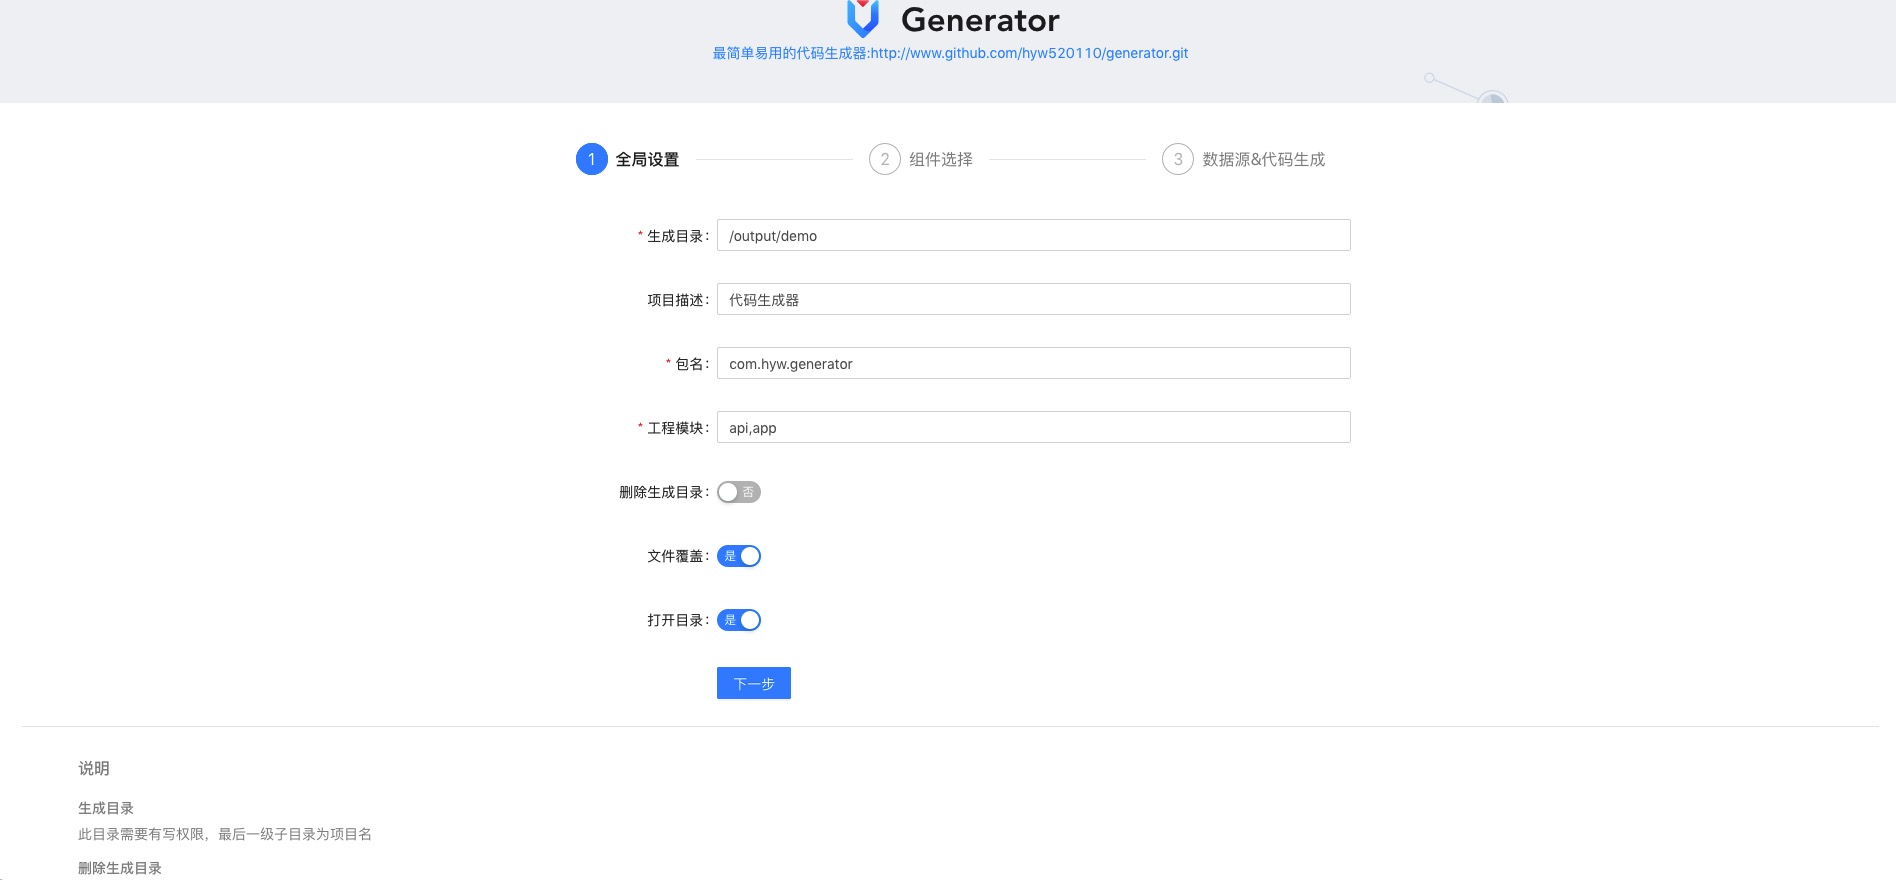 Generator
最简单易用的代码生成器:http://www.github.com/hyw520110/generator.git
1 全局设置
2 组件选择
3 数据源&代码生成
* 生成目录: /output/demo
项目描述: 代码生成器
* 包名: com.hyw.generator
* 工程模块: api,app
删除生成目录: 否
文件覆盖: 是
打开目录: 是
下一步
说明
生成目录
此目录需要有写权限，最后一级子目录为项目名
删除生成目录